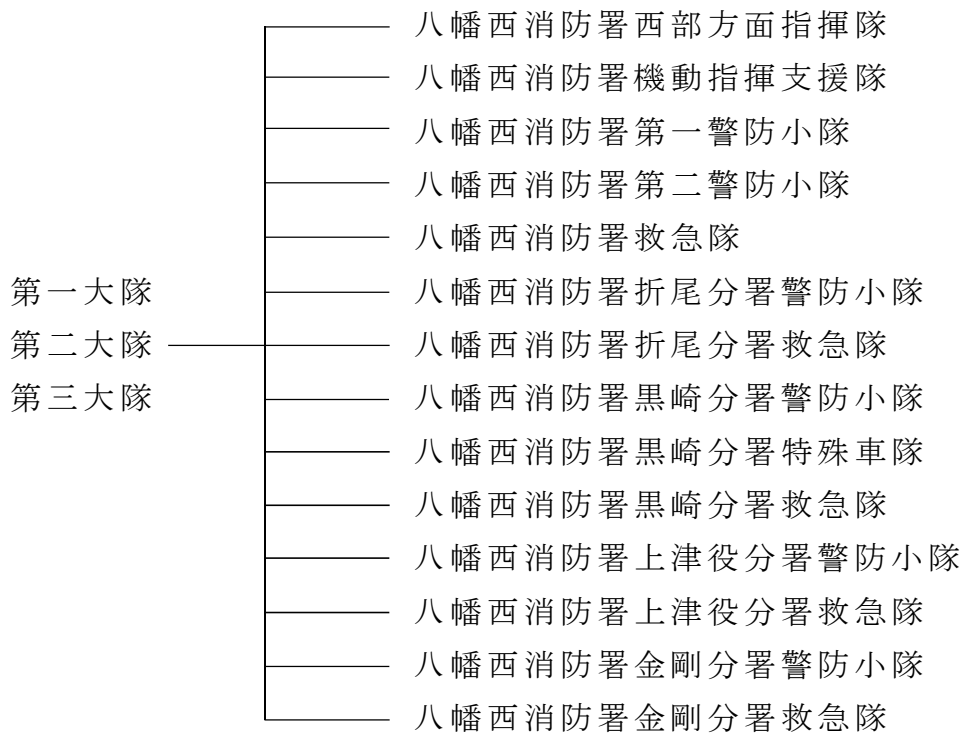 八幡西消防署西部方面指揮隊
八幡西消防署機動指揮支援隊
八幡西消防署第一警防小隊
八幡西消防署第二警防小隊
八幡西消防署救急隊
第一大隊
八幡西消防署折尾分署警防小隊
第二大隊
八幡西消防署折尾分署救急隊
第三大隊
八幡西消防署黒崎分署警防小隊
八幡西消防署黒崎分署特殊車隊
八幡西消防署黒崎分署救急隊
八幡西消防署上津役分署警防小隊
八幡西消防署上津役分署救急隊
八幡西消防署金剛分署警防小隊
八幡西消防署金剛分署救急隊